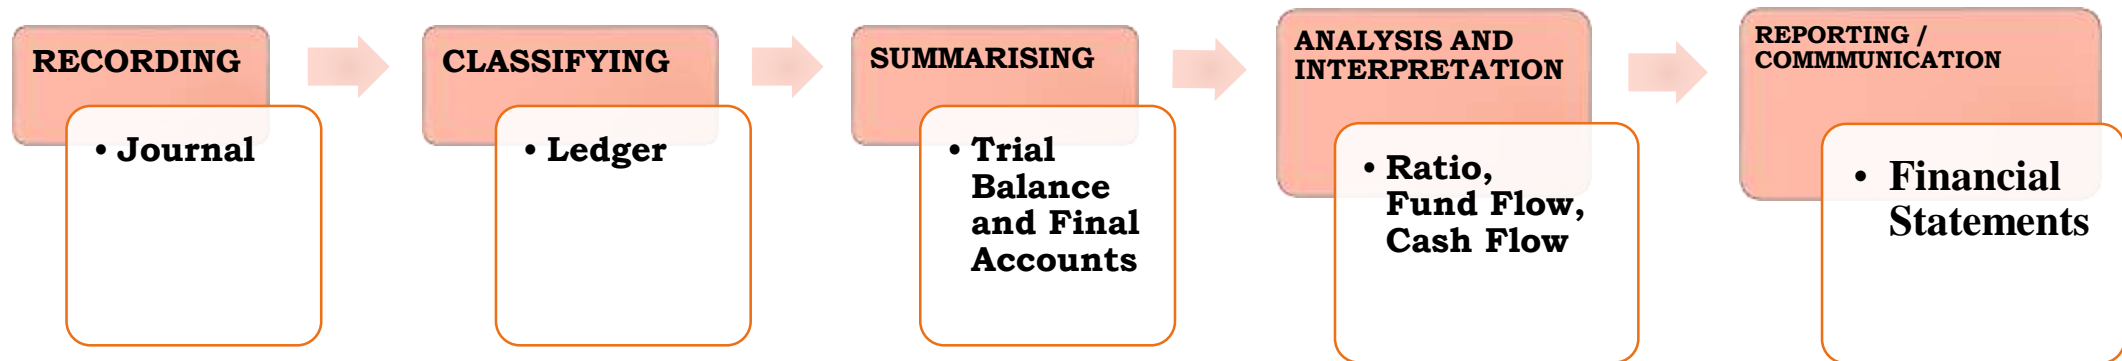 RECORDING
• Journal
CLASSIFYING
• Ledger
SUMMARISING
• Trial
Balance
and Final
Accounts
ANALYSIS AND
INTERPRETATION
• Ratio,
Fund Flow,
Cash Flow
REPORTING /
COMMMUNICATION
• Financial
Statements